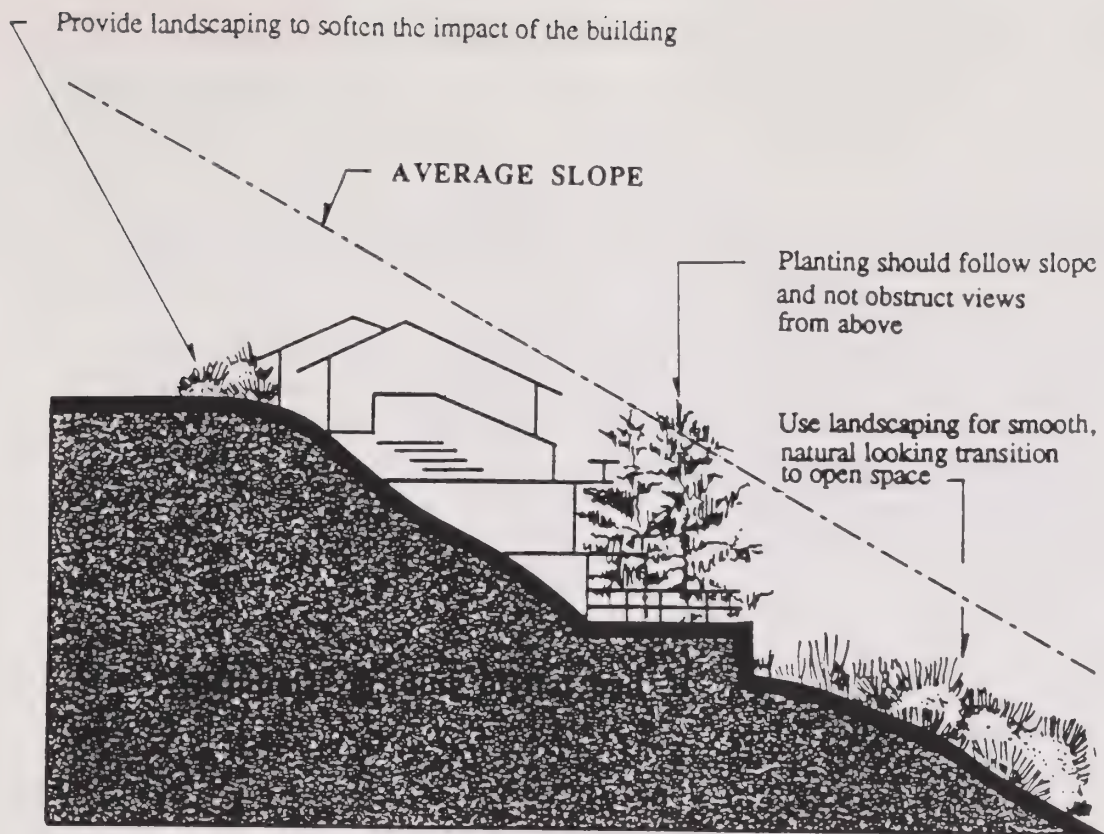 Provide landscaping to soften the impact of the building
AVERAGE SLOPE
Planting should follow slope
and not obstruct views
from above
Use landscaping for smooth,
natural looking transition
to open space